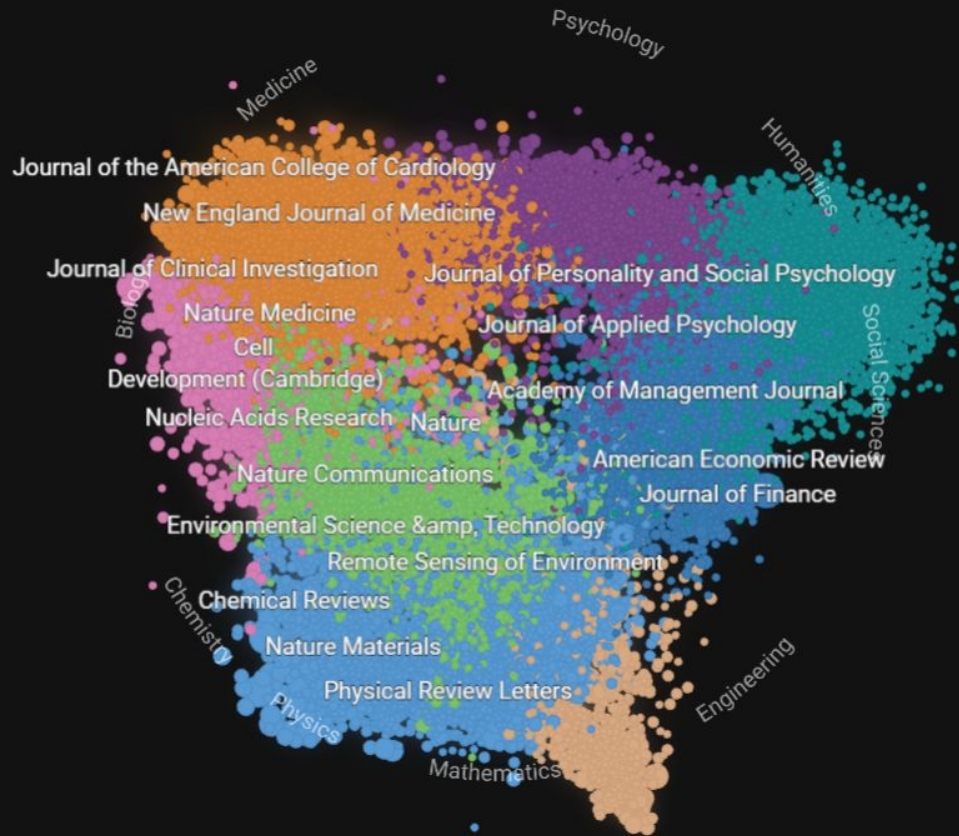 Psychology
Medicine
Humanities
Journal of the American College of Cardiology
New England Journal of Medicine
Journal of Clinical Investigation
Journal of Personality and Social Psychology
Biology
Nature Medicine
Journal of Applied Psychology
Social Sciences
Cell
Development (Cambridge)
Academy of Management Journal
Nucleic Acids Research
Nature
American Economic Review
Nature Communications
Journal of Finance
Environmental Science &amp, Technology
Remote Sensing of Environment
Chemical Reviews
Chemistry
Nature Materials
Engineering
Physical Review Letters
Physics
Mathematics